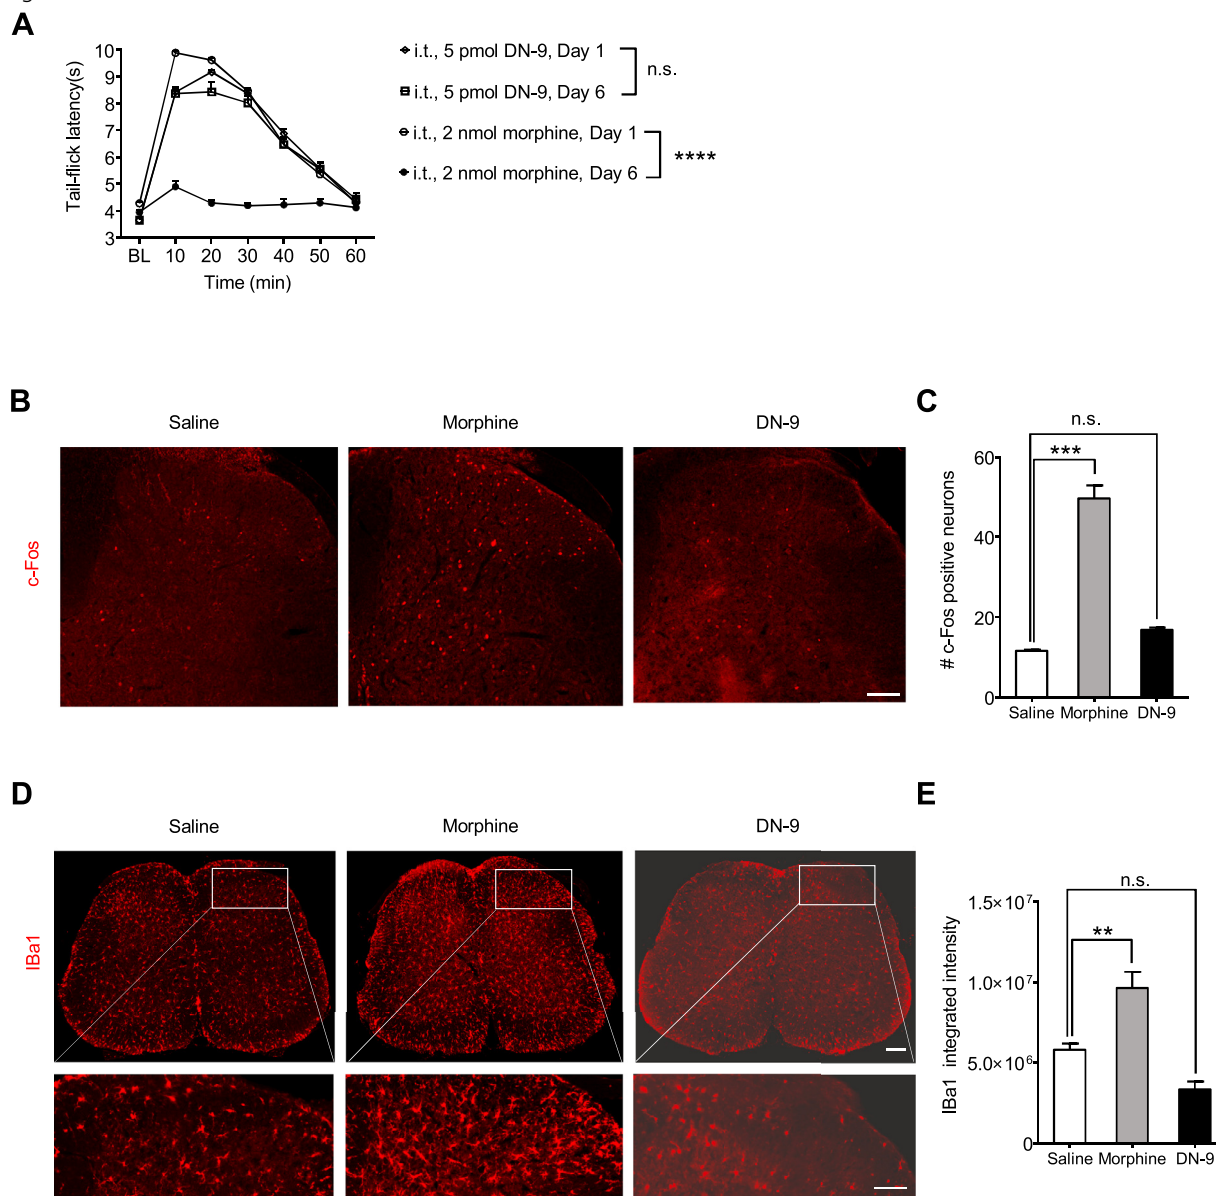 A
10
9
8
7
6
5
4
3
Tail-flick latency(s)
BL 10 20 30 40 50 60
Time (min)
i.t., 5 pmol DN-9, Day 1
i.t., 5 pmol DN-9, Day 6
n.s.
i.t., 2 nmol morphine, Day 1
i.t., 2 nmol morphine, Day 6
****
B
Saline Morphine DN-9
c-Fos
C
n.s.
***
60
40
20
0
# c-Fos positive neurons
Saline Morphine DN-9
D
Saline Morphine DN-9
IBa1
E
n.s.
**
1.5×10⁷
1.0×10⁷
5.0×10⁶
0
IBa1 integrated intensity
Saline Morphine DN-9